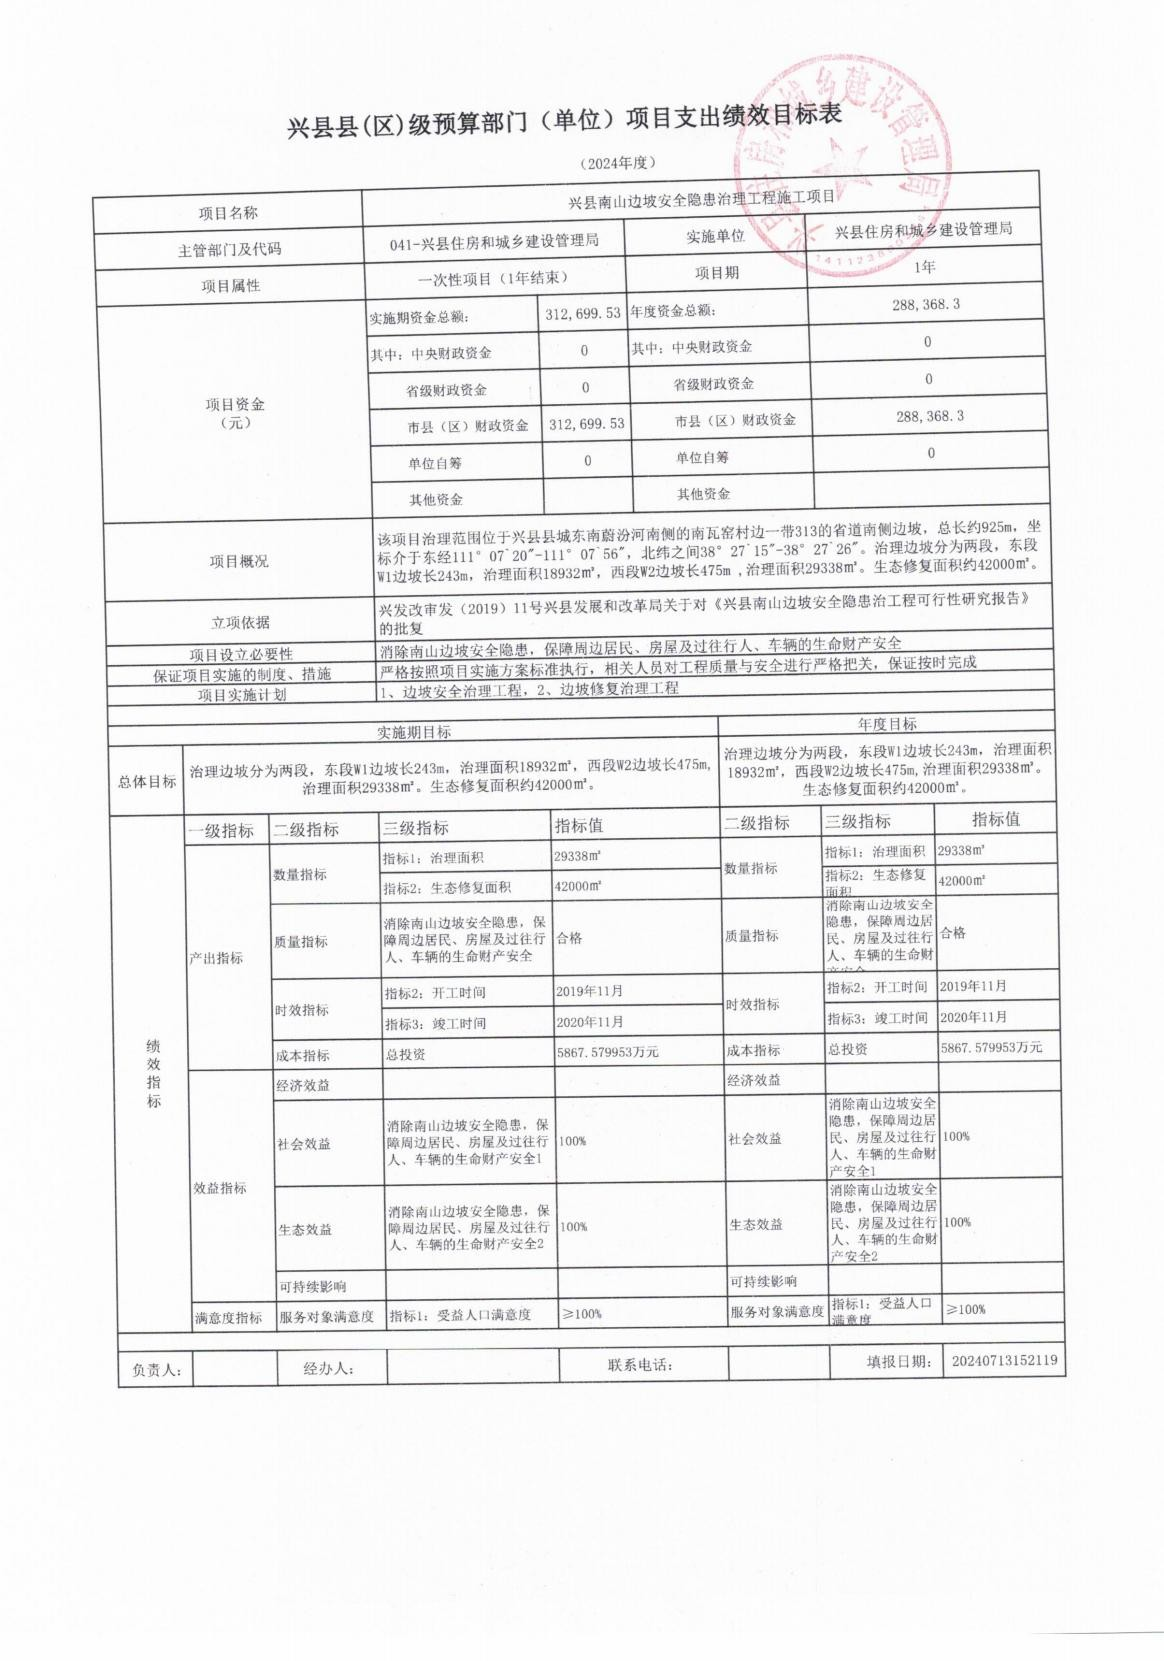 兴县县(区)级预算部门（单位）项目支出绩效目标表
（2024年度）
项目名称 兴县南山边坡安全隐患治理工程施工项目
主管部门及代码 041-兴县住房和城乡建设管理局 实施单位 兴县住房和城乡建设管理局
项目属性 一次性项目（1年结束） 项目期 1年
项目资金
（元）
实施期资金总额： 312,699.53 年度资金总额： 288,368.3
其中：中央财政资金 0 其中：中央财政资金 0
省级财政资金 0 省级财政资金 0
市县（区）财政资金 312,699.53 市县（区）财政资金 288,368.3
单位自筹 0 单位自筹 0
其他资金 其他资金
项目概况
该项目治理范围位于兴县县城东南蔚汾河南侧的南瓦窑村边一带313的省道南侧边坡，总长约925m，坐
标介于东经111°07`20″-111°07`56″，北纬之间38°27`15″-38°27`26″。治理边坡分为两段，东段
W1边坡长243m，治理面积18932㎡，西段W2边坡长475m ,治理面积29338㎡。生态修复面积约42000㎡。
立项依据
兴发改审发（2019）11号兴县发展和改革局关于对《兴县南山边坡安全隐患治工程可行性研究报告》
的批复
项目设立必要性 消除南山边坡安全隐患，保障周边居民、房屋及过往行人、车辆的生命财产安全
保证项目实施的制度、措施 严格按照项目实施方案标准执行，相关人员对工程质量与安全进行严格把关，保证按时完成
项目实施计划 1、边坡安全治理工程，2、边坡修复治理工程
实施期目标 年度目标
总体目标
治理边坡分为两段，东段W1边坡长243m，治理面积18932㎡，西段W2边坡长475m,
治理面积29338㎡。生态修复面积约42000㎡。
治理边坡分为两段，东段W1边坡长243m，治理面积
18932㎡，西段W2边坡长475m,治理面积29338㎡。
生态修复面积约42000㎡。
绩
效
指
标
一级指标 二级指标 三级指标 指标值 二级指标 三级指标 指标值
产出指标
数量指标 指标1：治理面积 29338㎡ 数量指标 指标1：治理面积 29338㎡
指标2：生态修复面积 42000㎡ 指标2：生态修复
面积 42000㎡
质量指标
消除南山边坡安全隐患，保
障周边居民、房屋及过往行
人、车辆的生命财产安全
合格
质量指标
消除南山边坡安全
隐患，保障周边居
民、房屋及过往行
人、车辆的生命财
产安全
合格
时效指标 指标2：开工时间 2019年11月 时效指标 指标2：开工时间 2019年11月
指标3：竣工时间 2020年11月 指标3：竣工时间 2020年11月
成本指标 总投资 5867.579953万元 成本指标 总投资 5867.579953万元
效益指标
经济效益 经济效益
社会效益
消除南山边坡安全隐患，保
障周边居民、房屋及过往行
人、车辆的生命财产安全1
100%
社会效益
消除南山边坡安全
隐患，保障周边居
民、房屋及过往行
人、车辆的生命财
产安全1
100%
生态效益
消除南山边坡安全隐患，保
障周边居民、房屋及过往行
人、车辆的生命财产安全2
100%
生态效益
消除南山边坡安全
隐患，保障周边居
民、房屋及过往行
人、车辆的生命财
产安全2
100%
可持续影响 可持续影响
满意度指标 服务对象满意度 指标1：受益人口满意度 ≥100% 服务对象满意度 指标1：受益人口
满意度 ≥100%
负责人： 经办人： 联系电话： 填报日期： 20240713152119
兴县住房和城乡建设管理局